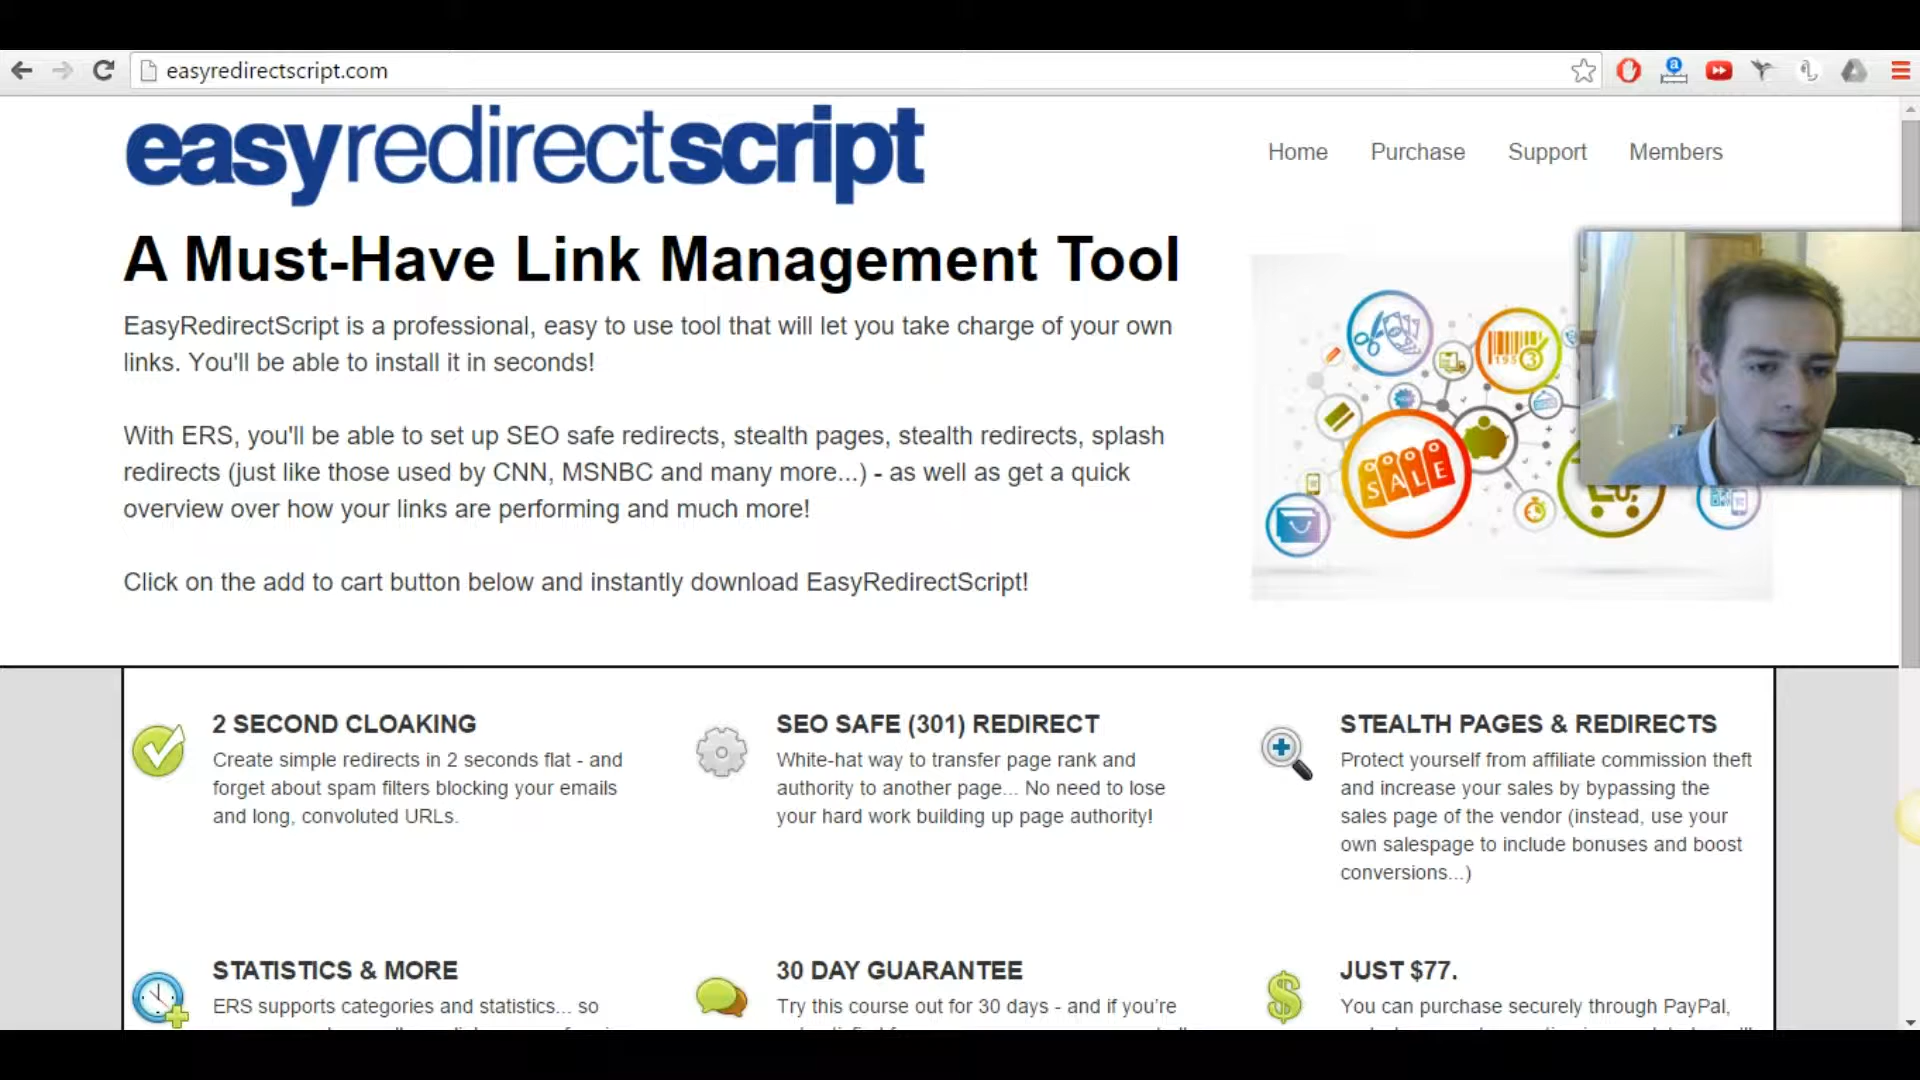 easyredirectscript.com
easyredirectscript
Home Purchase Support Members
A Must-Have Link Management Tool
EasyRedirectScript is a professional, easy to use tool that will let you take charge of your own
links. You'll be able to install it in seconds!
With ERS, you'll be able to set up SEO safe redirects, stealth pages, stealth redirects, splash
redirects (just like those used by CNN, MSNBC and many more...) - as well as get a quick
overview over how your links are performing and much more!
Click on the add to cart button below and instantly download EasyRedirectScript!
SALE
2 SECOND CLOAKING
Create simple redirects in 2 seconds flat - and
forget about spam filters blocking your emails
and long, convoluted URLs.
SEO SAFE (301) REDIRECT
White-hat way to transfer page rank and
authority to another page... No need to lose
your hard work building up page authority!
STEALTH PAGES & REDIRECTS
Protect yourself from affiliate commission theft
and increase your sales by bypassing the
sales page of the vendor (instead, use your
own salespage to include bonuses and boost
conversions...)
STATISTICS & MORE
ERS supports categories and statistics... so
30 DAY GUARANTEE
Try this course out for 30 days - and if you're
JUST $77.
You can purchase securely through PayPal,